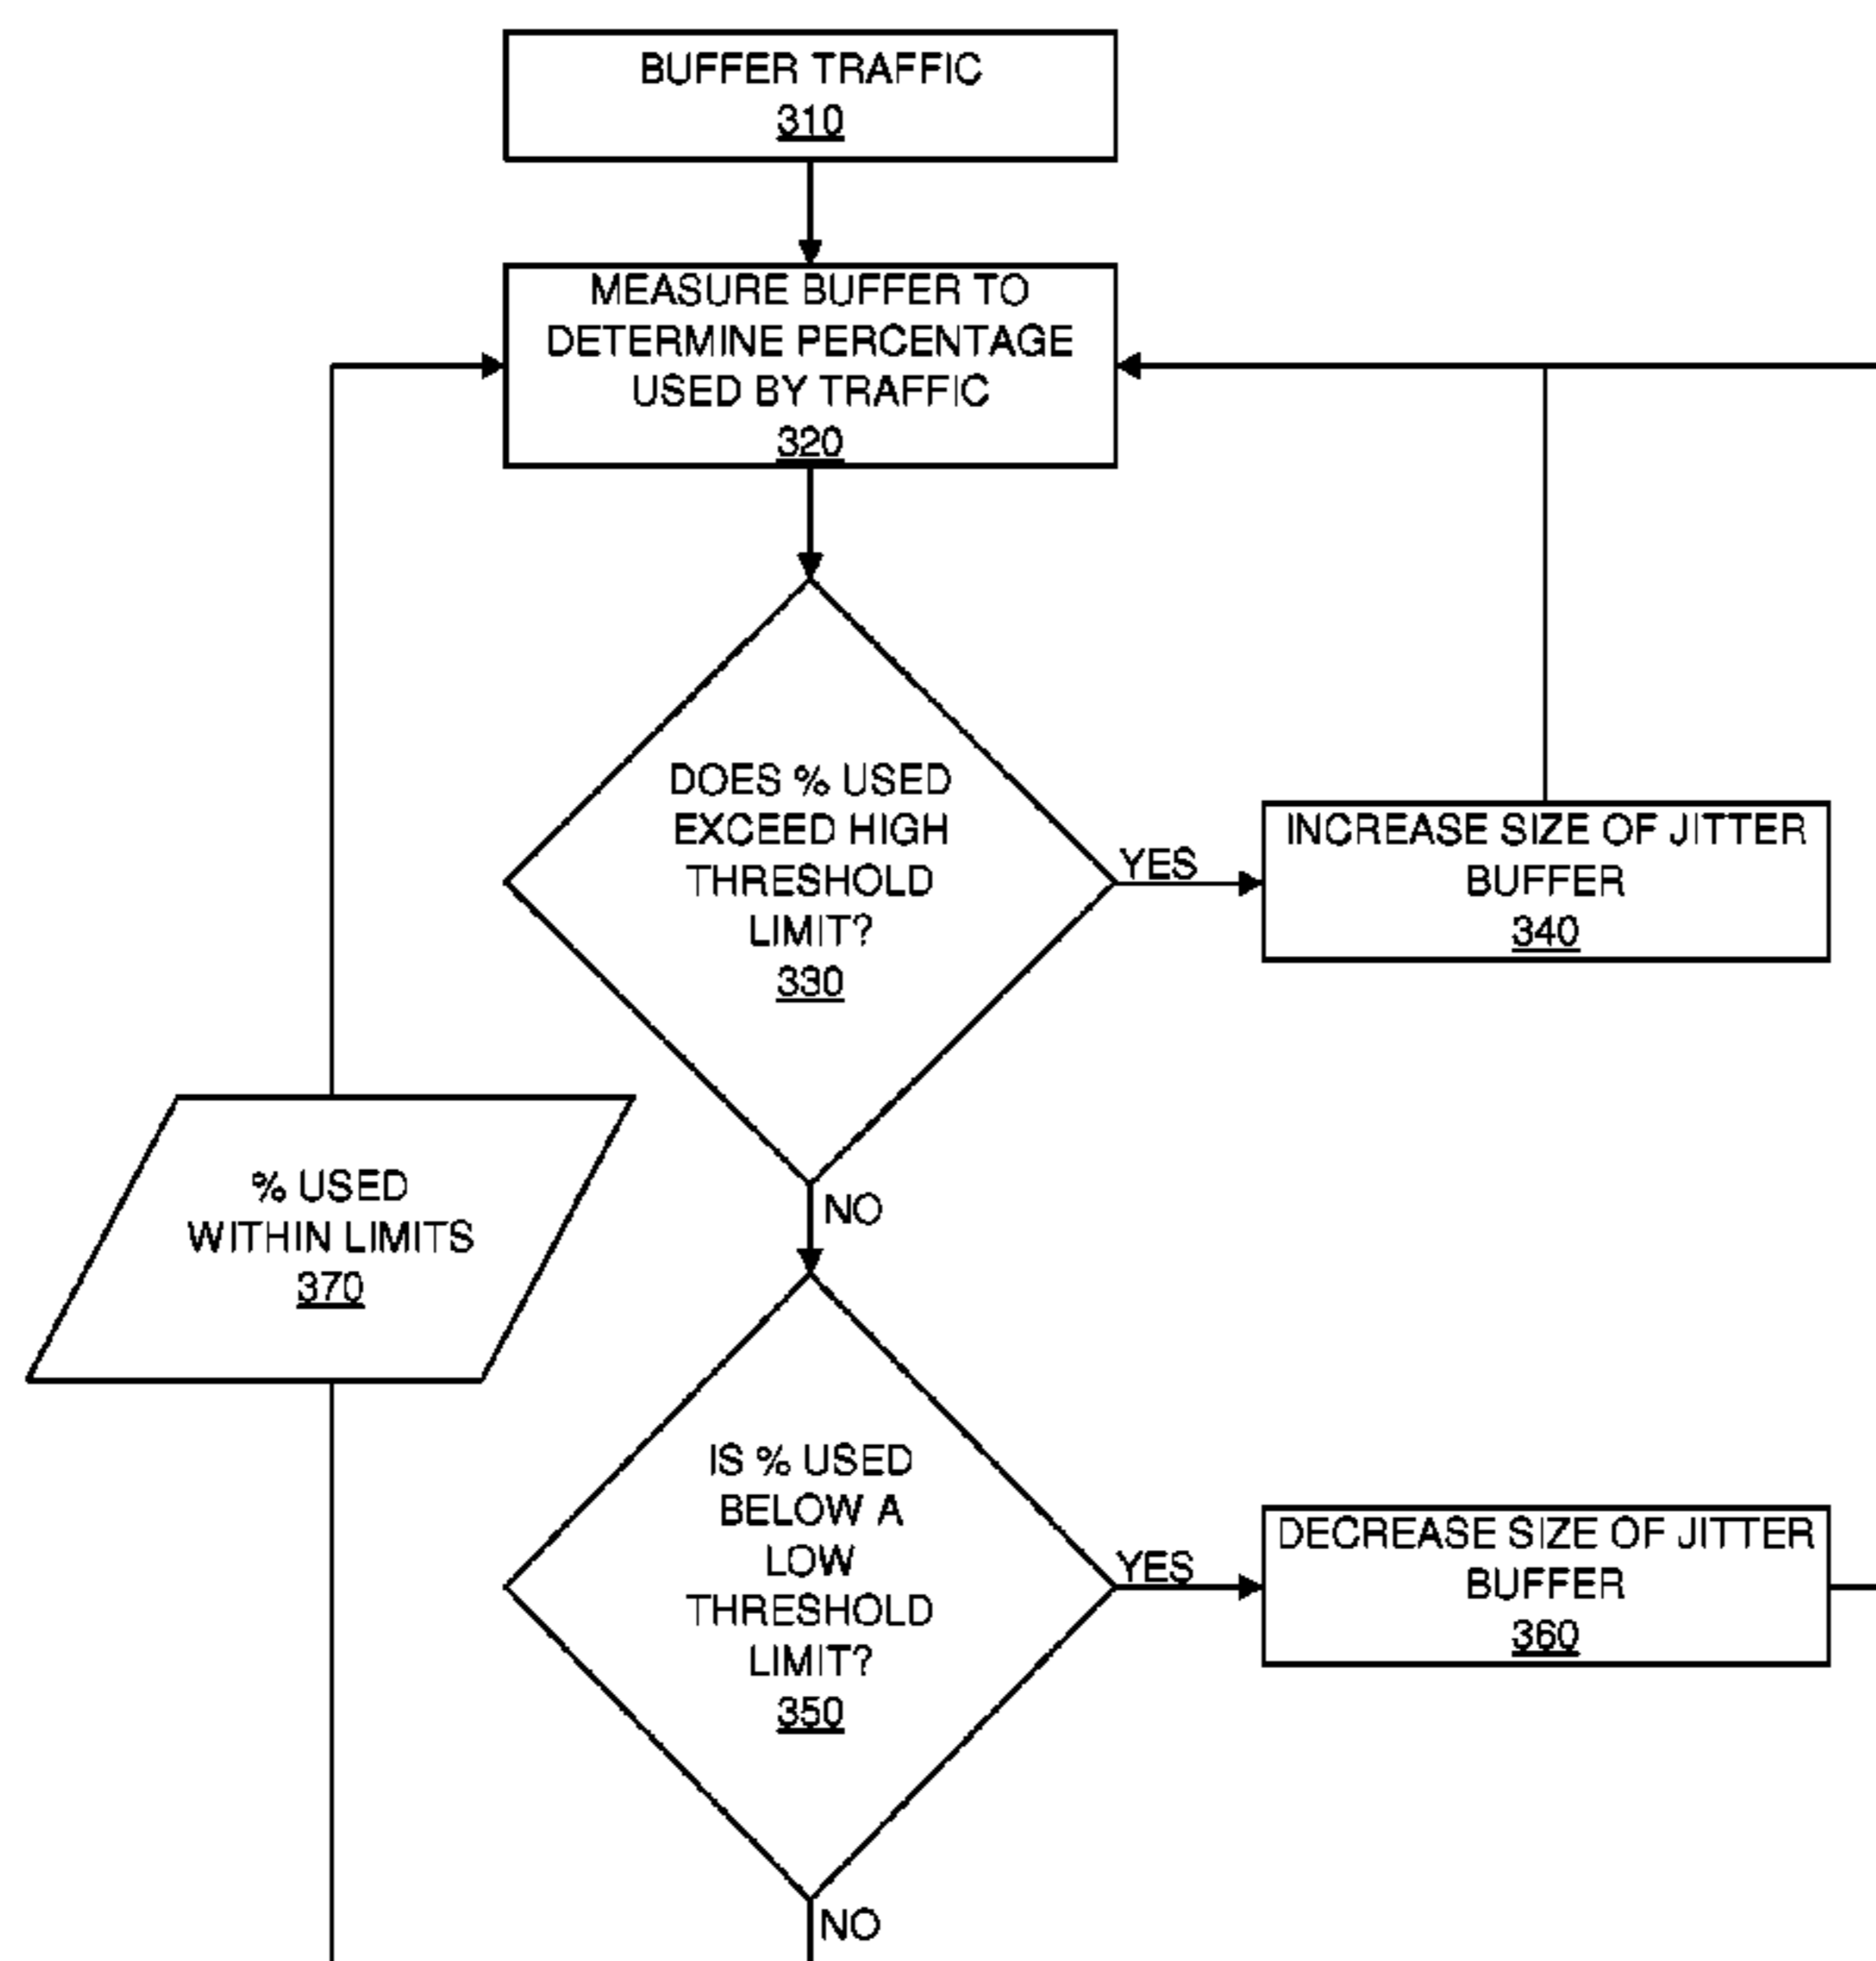 BUFFER TRAFFIC
310
MEASURE BUFFER TO
DETERMINE PERCENTAGE
USED BY TRAFFIC
320
DOES % USED
EXCEED HIGH
THRESHOLD
LIMIT?
330
YES
INCREASE SIZE OF JITTER
BUFFER
340
NO
% USED
WITHIN LIMITS
370
IS % USED
BELOW A
LOW
THRESHOLD
LIMIT?
350
YES
DECREASE SIZE OF JITTER
BUFFER
360
NO